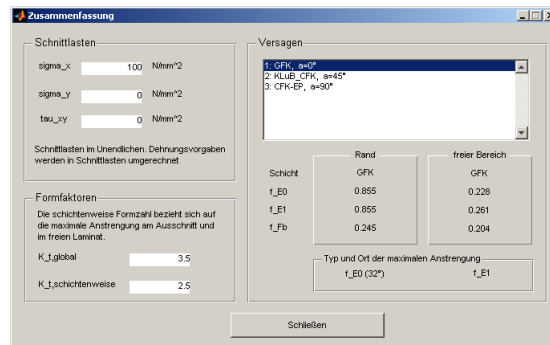 Zusammenfassung
Schnittlasten
sigma_x 100 N/mm^2
sigma_y 0 N/mm^2
tau_xy 0 N/mm^2
Schnittlasten im Unendlichen. Dehnungsvorgaben
werden in Schnittlasten umgerechnet
Formfaktoren
Die schichtenweise Formzahl bezieht sich auf
die maximale Anstrengung am Ausschnitt und
im freien Laminat.
K_t,global 3.5
K_t,schichtenweise 2.5
Versagen
1: GFK, a=0°
2: KLuB_CFK, a=45°
3: CFK-EP, a=90°
Rand freier Bereich
Schicht GFK GFK
f_E0 0.855 0.228
f_E1 0.855 0.261
f_Fb 0.245 0.204
Typ und Ort der maximalen Anstrengung
f_E0 (32°) f_E1
Schließen